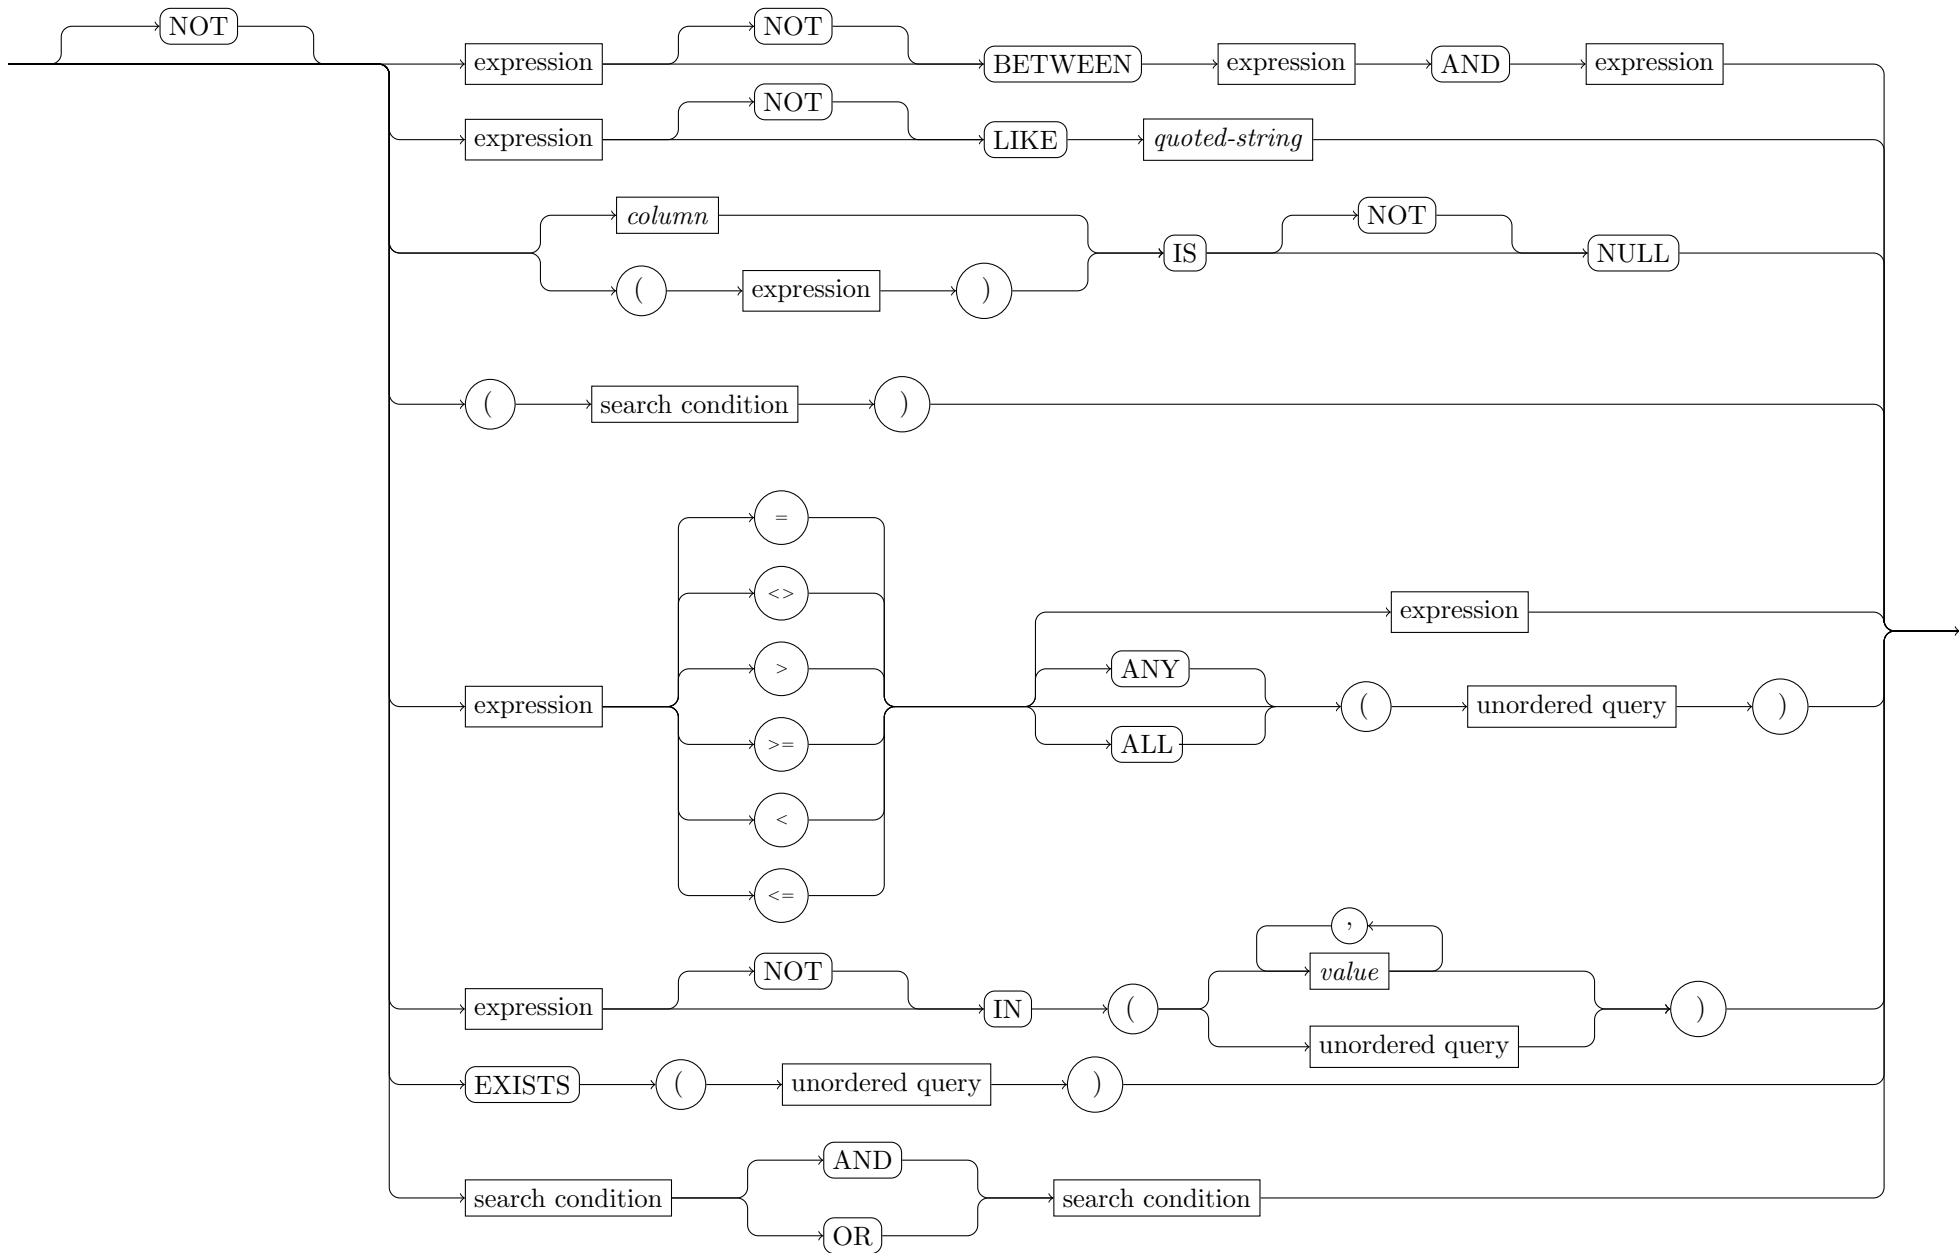 NOT NOT
expression BETWEEN expression AND expression
NOT
expression LIKE quoted-string
column NOT
IS NULL
( expression )
( search condition )
=
<>
expression
>
ANY
expression ( unordered query )
>= ALL
<
<=
,
NOT value
expression IN ( )
unordered query
EXISTS ( unordered query )
AND
search condition search condition
OR